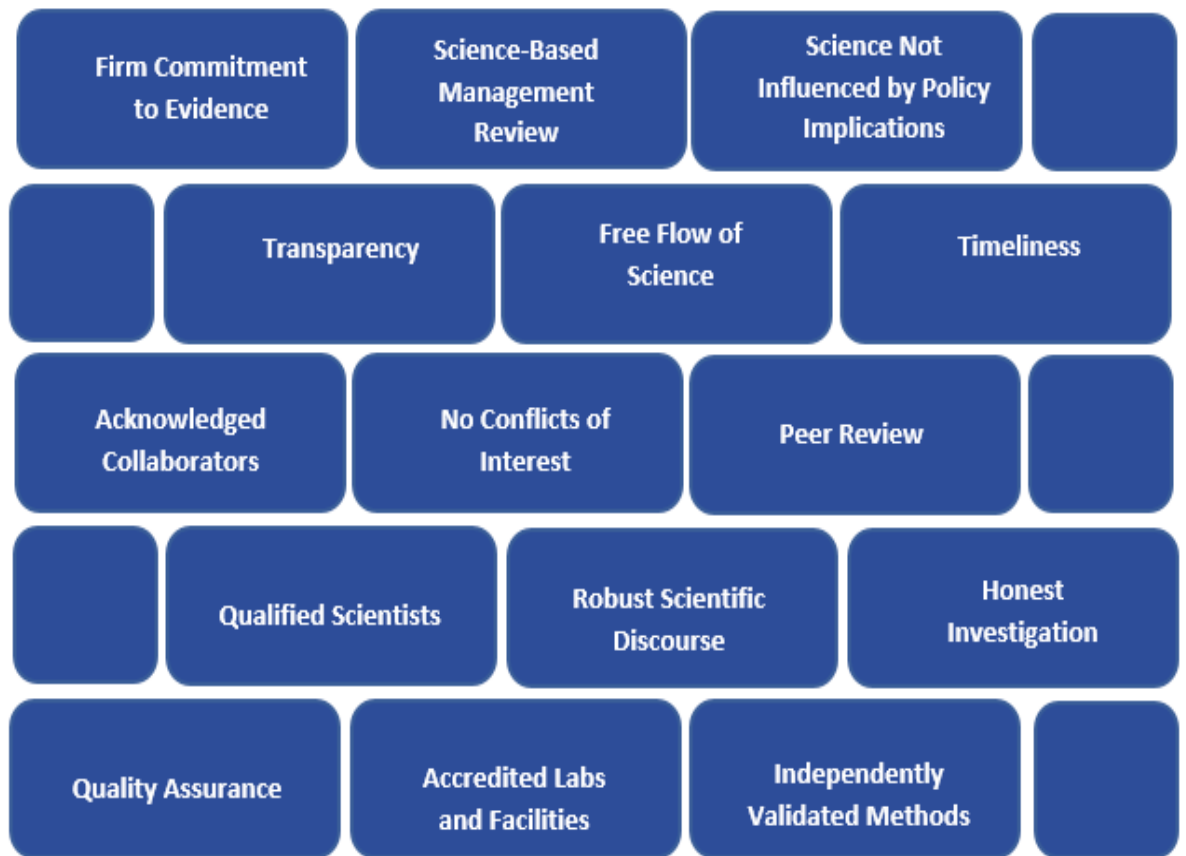 Firm Commitment
to Evidence
Science-Based
Management
Review
Science Not
Influenced by Policy
Implications
Transparency
Free Flow of
Science
Timeliness
Acknowledged
Collaborators
No Conflicts of
Interest
Peer Review
Qualified Scientists
Robust Scientific
Discourse
Honest
Investigation
Quality Assurance
Accredited Labs
and Facilities
Independently
Validated Methods